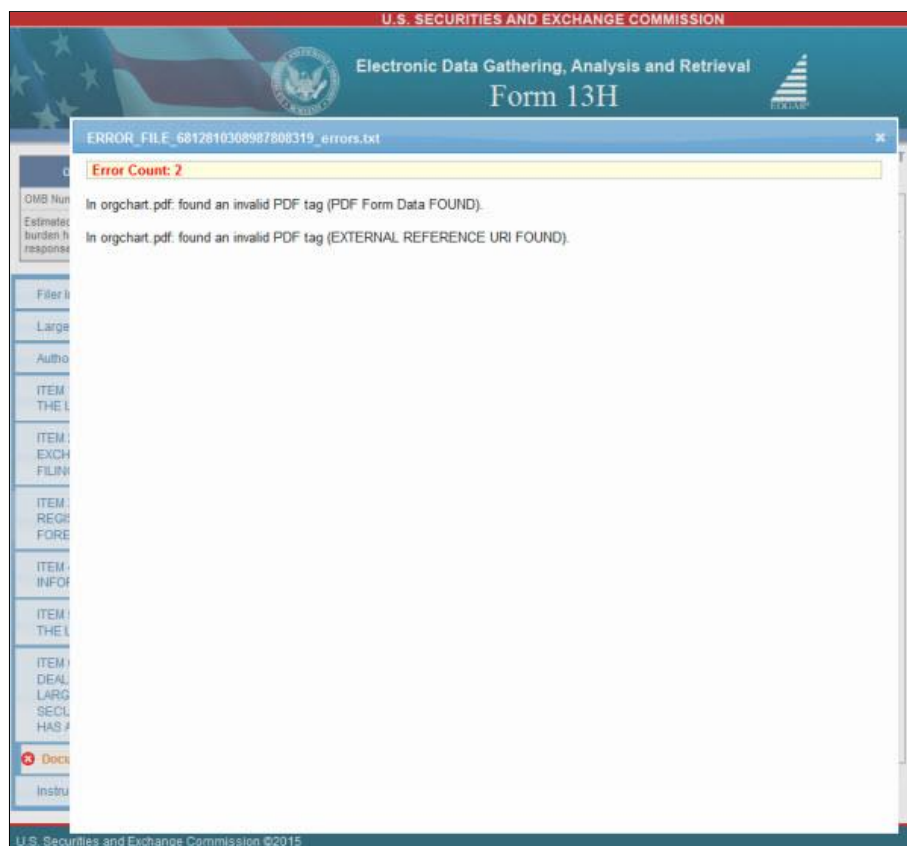 U.S. SECURITIES AND EXCHANGE COMMISSION
Electronic Data Gathering, Analysis and Retrieval
Form 13H
EDGAR
ERROR_FILE_6812810308987808319_errors.txt
Error Count: 2
OMB Num
Estimated
burden h
response
In orgchart.pdf: found an invalid PDF tag (PDF Form Data FOUND).
In orgchart.pdf: found an invalid PDF tag (EXTERNAL REFERENCE URI FOUND).
Filer I
Large
Autho
ITEM
THE L
ITEM
EXCH
FILING
ITEM
REGIS
FORE
ITEM
INFOR
ITEM
THE L
ITEM
DEAL
LARG
SECU
HAS A
Docu
Instru
U.S. Securities and Exchange Commission ©2015